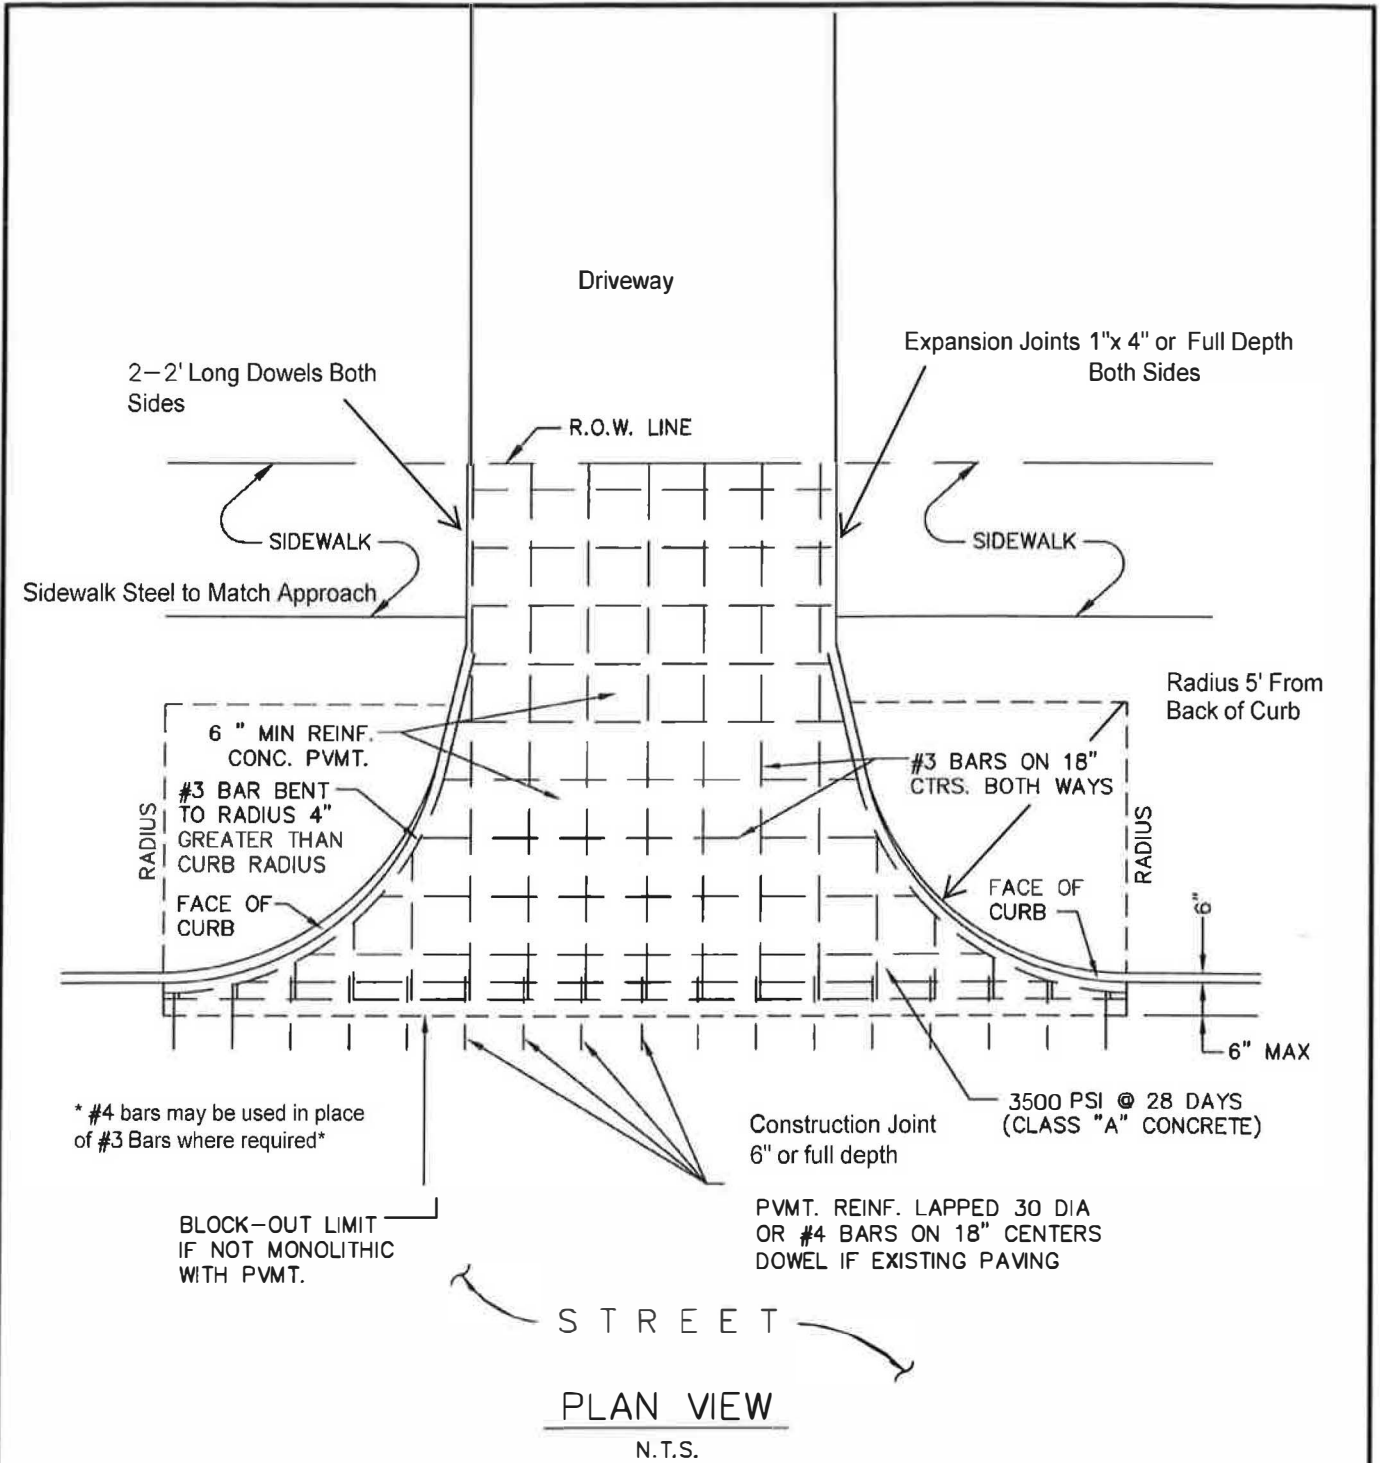 Driveway
Expansion Joints 1"x 4" or Full Depth
Both Sides
2-2' Long Dowels Both
Sides
R.O.W. LINE
SIDEWALK
SIDEWALK
Sidewalk Steel to Match Approach
Radius 5' From
Back of Curb
6 " MIN REINF.
CONC. PVMT.
#3 BARS ON 18"
CTRS. BOTH WAYS
#3 BAR BENT
TO RADIUS 4"
GREATER THAN
CURB RADIUS
RADIUS
RADIUS
FACE OF
CURB
FACE OF
CURB
6"
6" MAX
3500 PSI @ 28 DAYS
(CLASS "A" CONCRETE)
* #4 bars may be used in place
of #3 Bars where required*
Construction Joint
6" or full depth
PVMT. REINF. LAPPED 30 DIA
OR #4 BARS ON 18" CENTERS
DOWEL IF EXISTING PAVING
BLOCK-OUT LIMIT
IF NOT MONOLITHIC
WITH PVMT.
STREET
PLAN VIEW
N.T.S.